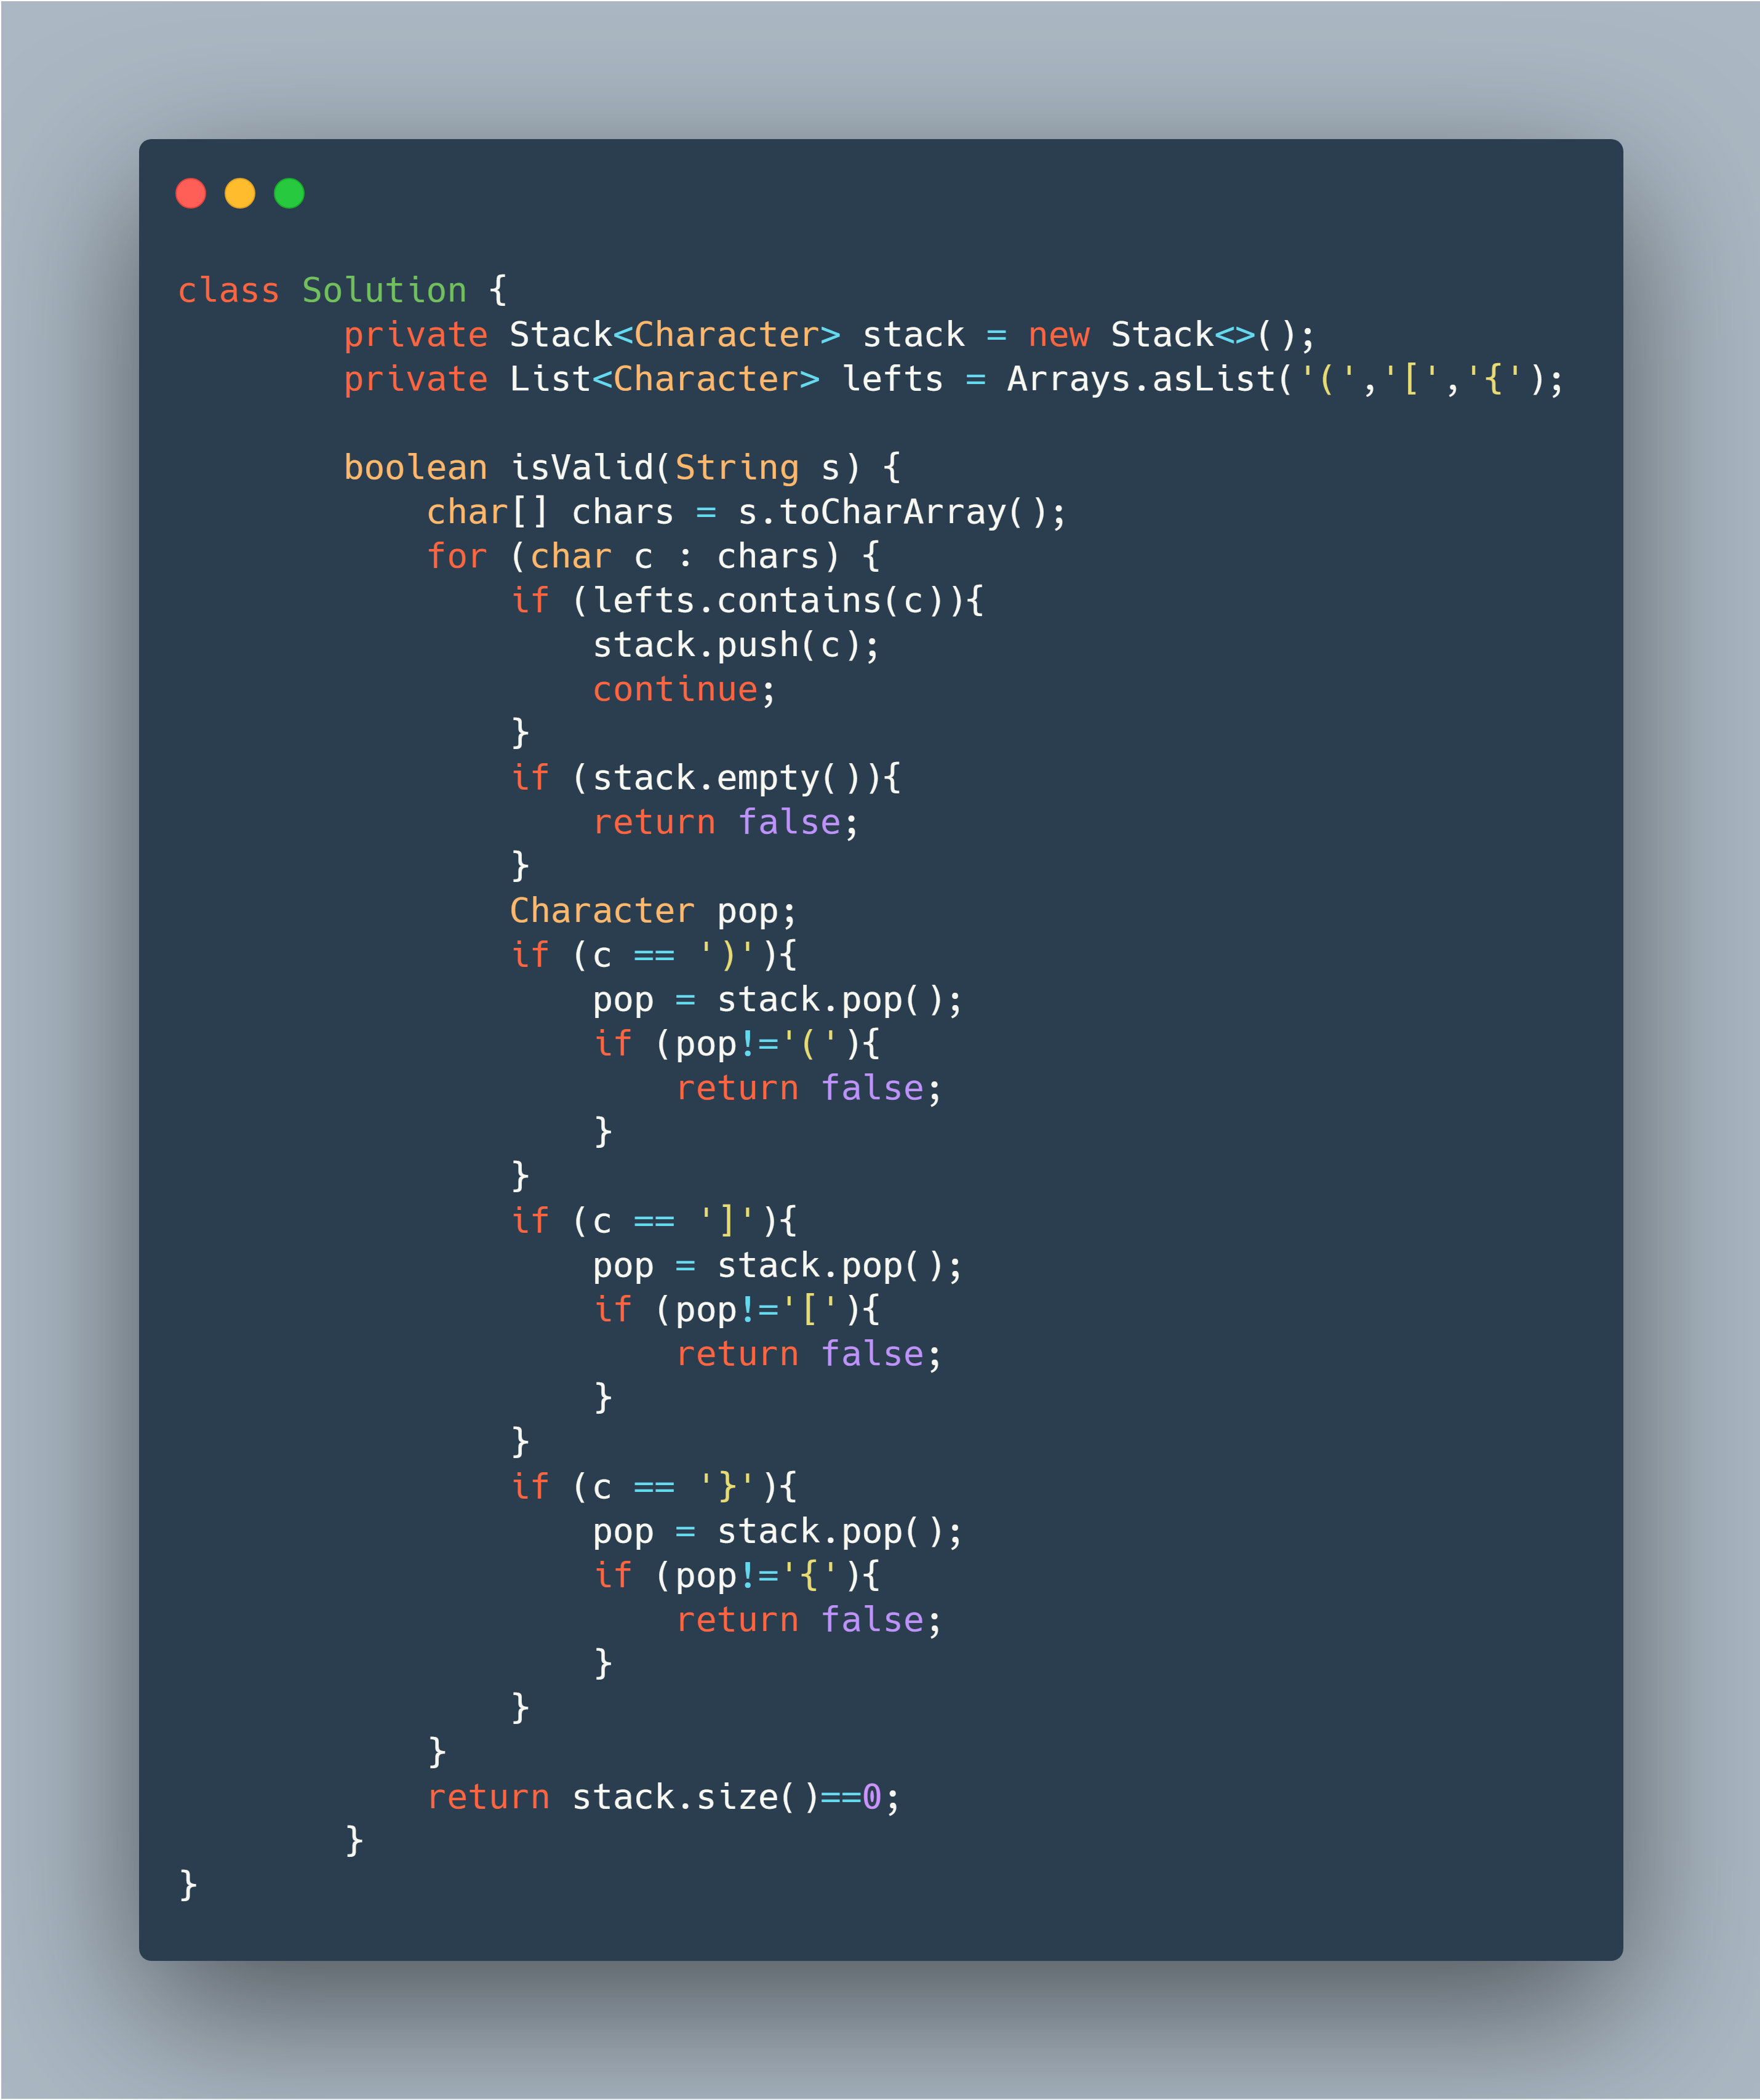 class Solution {
        private Stack<Character> stack = new Stack<>();
        private List<Character> lefts = Arrays.asList('(','[','{');

        boolean isValid(String s) {
            char[] chars = s.toCharArray();
            for (char c : chars) {
                if (lefts.contains(c)){
                    stack.push(c);
                    continue;
                }
                if (stack.empty()){
                    return false;
                }
                Character pop;
                if (c == ')'){
                    pop = stack.pop();
                    if (pop!='('){
                        return false;
                    }
                }
                if (c == ']'){
                    pop = stack.pop();
                    if (pop!='['){
                        return false;
                    }
                }
                if (c == '}'){
                    pop = stack.pop();
                    if (pop!='{'){
                        return false;
                    }
                }
            }
            return stack.size()==0;
        }
}